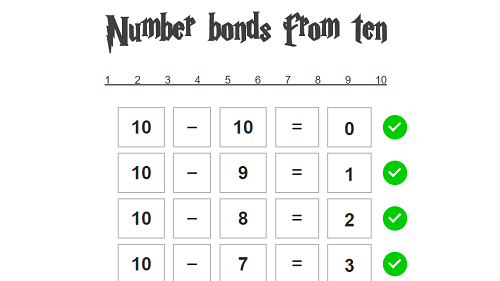 Number bonds from ten
1 2 3 4 5 6 7 8 9 10
10 – 10 = 0
10 – 9 = 1
10 – 8 = 2
10 – 7 = 3